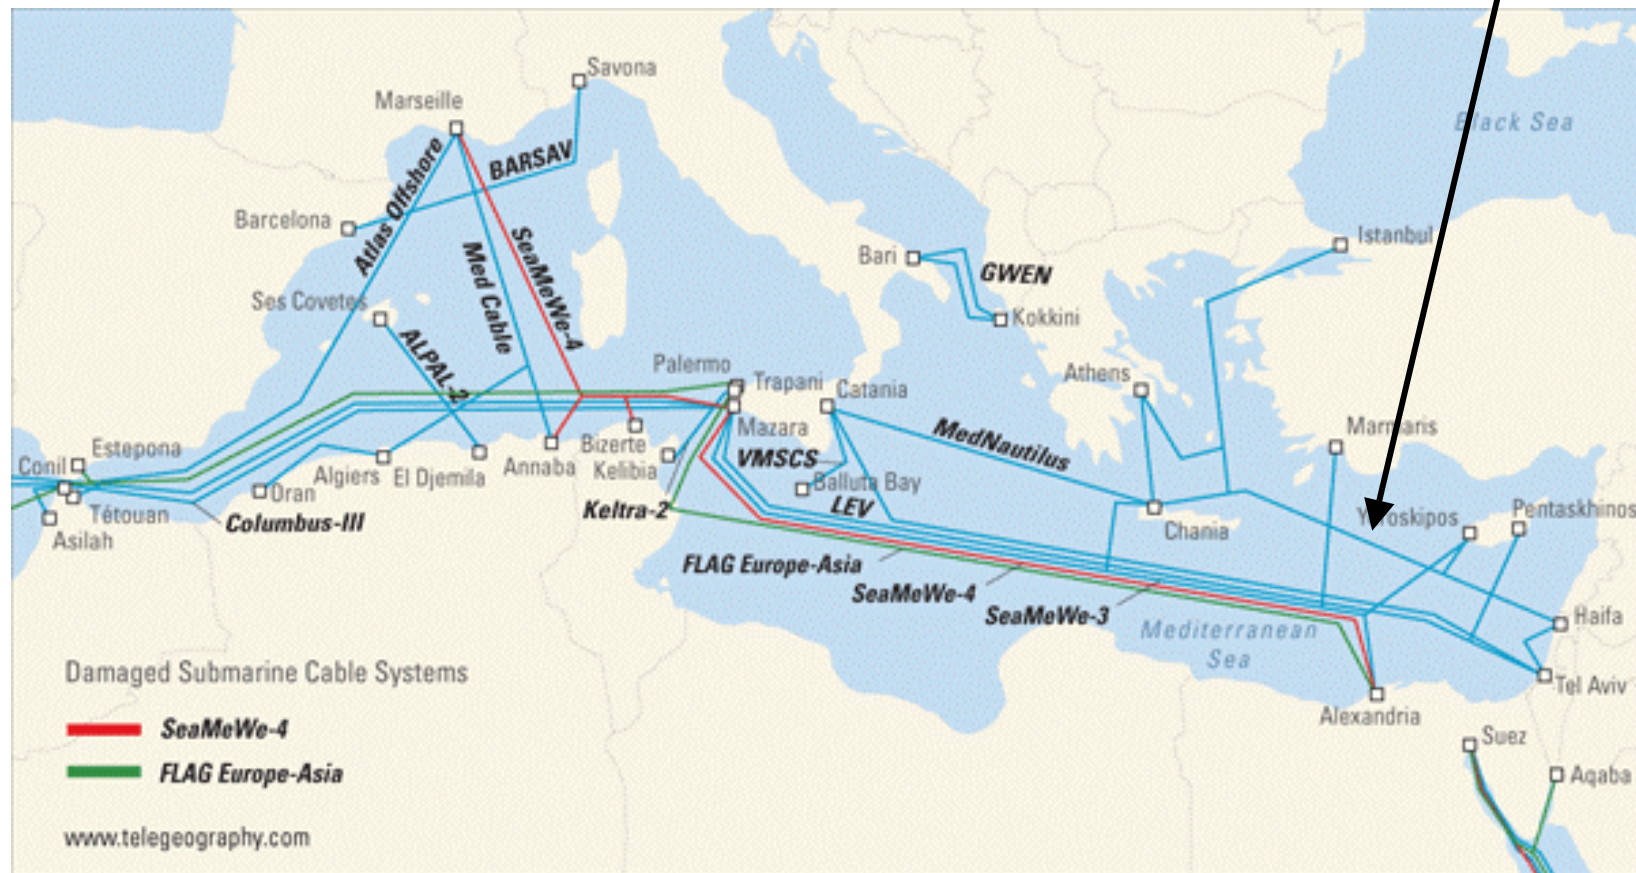 Savona
Marseille
BARSAV
Atlas Offshore
Barcelona
SeaMeWe-4
Med Cable
Ses Covetes
ALPAL-2
Black Sea
Istanbul
Bari
GWEN
Kokkini
Palermo
Trapani
Catania
Athens
Mazara
MedNautilus
Marmaris
Estepona
Conil
Bizerte
VMSCS
Algiers
El Djemila
Annaba
Kelibia
Balluta Bay
Oran
LEV
Tétouan
Columbus-III
Keltra-2
Chania
Pentaskhinos
Asilah
FLAG Europe-Asia
SeaMeWe-4
SeaMeWe-3
Haifa
Mediterranean
Sea
Tel Aviv
Alexandria
Suez
Aqaba
Damaged Submarine Cable Systems
SeaMeWe-4
FLAG Europe-Asia
www.telegeography.com